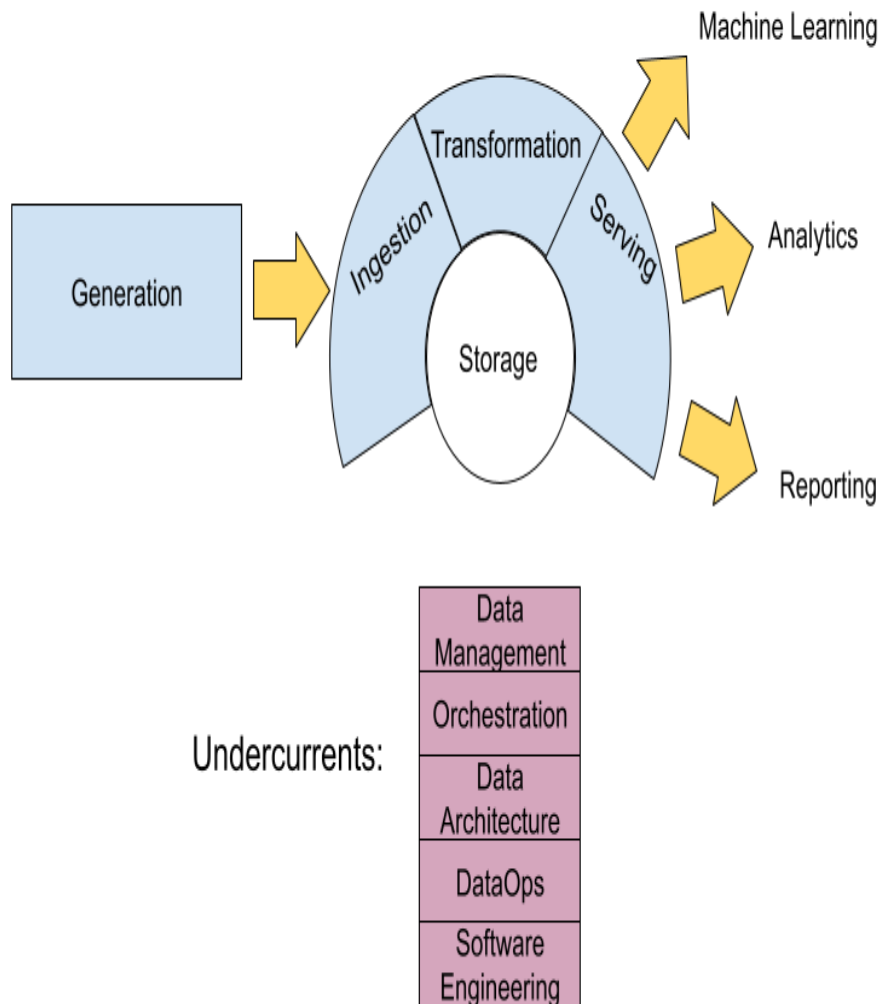 Machine Learning
Transformation
Ingestion
Serving
Analytics
Generation
Storage
Reporting
Data
Management
Orchestration
Undercurrents:
Data
Architecture
DataOps
Software
Engineering